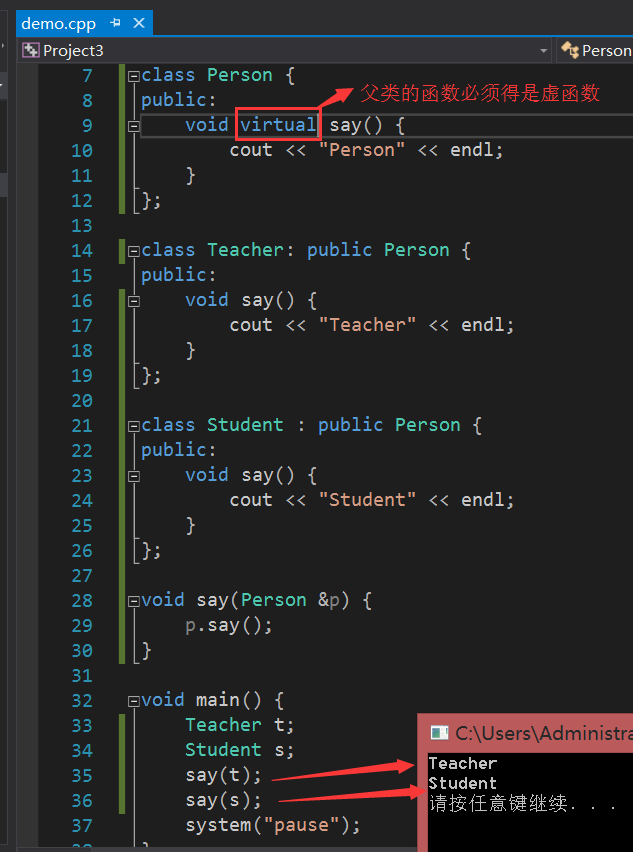 demo.cpp
Project3
Person
7 class Person {
父类的函数必须得是虚函数
8 public:
9 void virtual say() {
10 cout << "Person" << endl;
11 }
12 };
13
14 class Teacher: public Person {
15 public:
16 void say() {
17 cout << "Teacher" << endl;
18 }
19 };
20
21 class Student : public Person {
22 public:
23 void say() {
24 cout << "Student" << endl;
25 }
26 };
27
28 void say(Person &p) {
29 p.say();
30 }
31
32 void main() {
33 Teacher t;
34 Student s;
35 say(t);
36 say(s);
37 system("pause");
C:\Users\Administra
Teacher
Student
请按任意键继续. . .